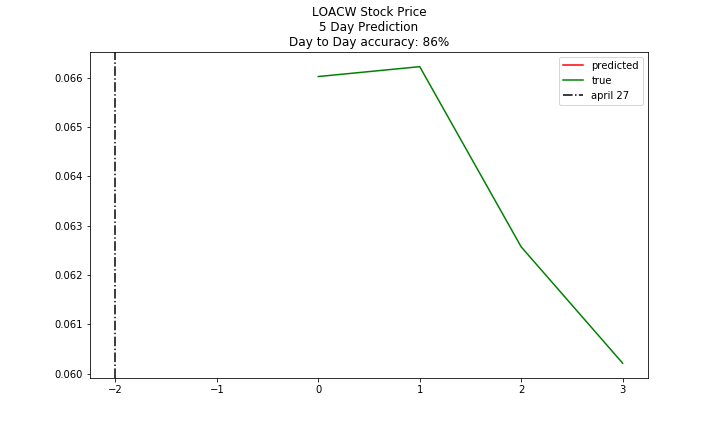 LOACW Stock Price
5 Day Prediction
Day to Day accuracy: 86%
predicted
true
april 27
0.066
0.065
0.064
0.063
0.062
0.061
0.060
−2
−1
0
1
2
3